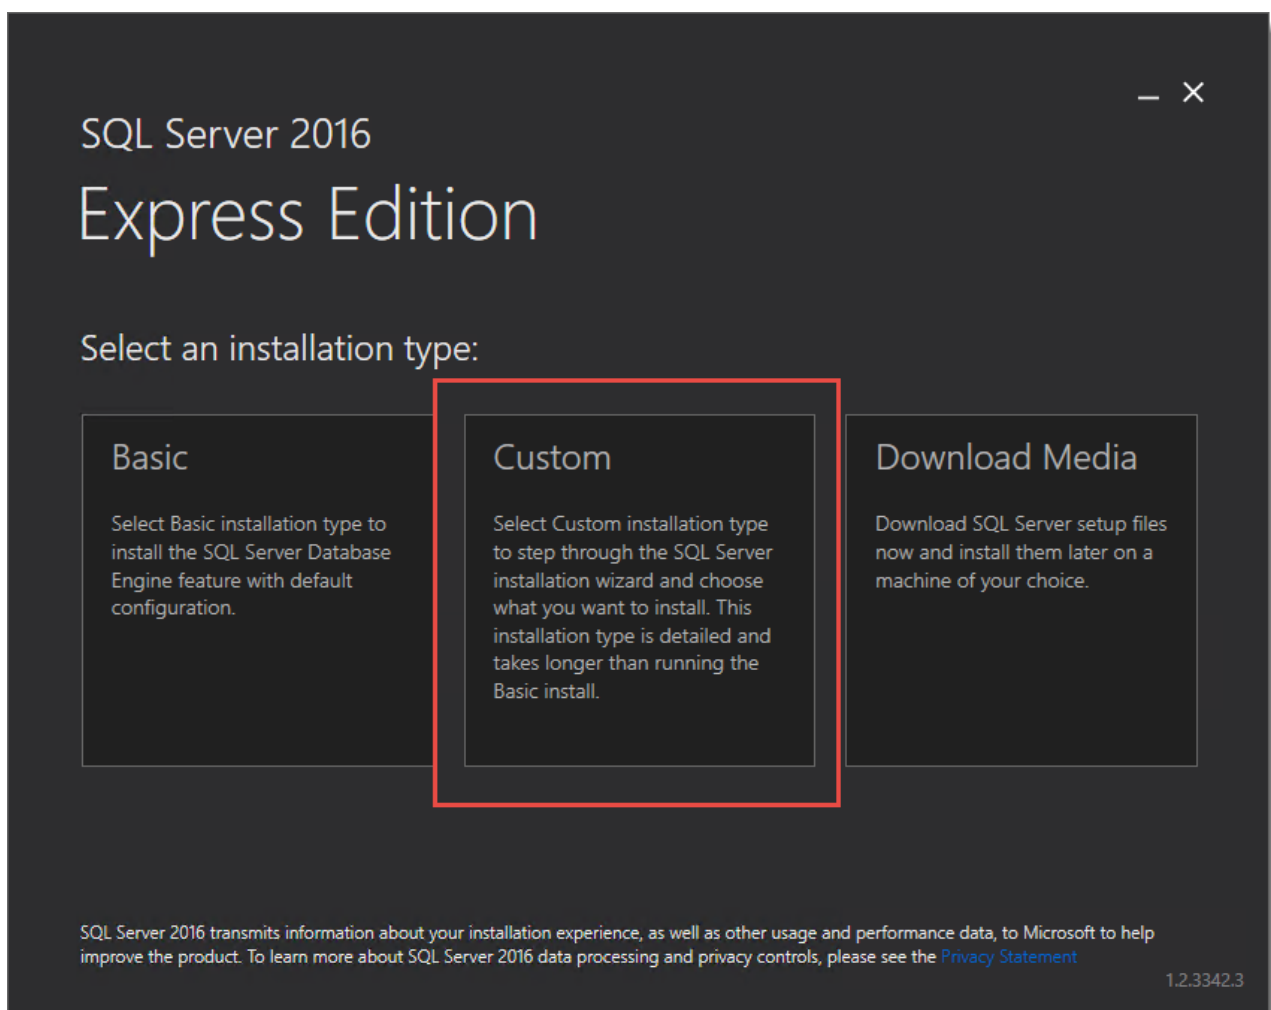 SQL Server 2016
Express Edition
Select an installation type:
Basic
Select Basic installation type to
install the SQL Server Database
Engine feature with default
configuration.
Custom
Select Custom installation type
to step through the SQL Server
installation wizard and choose
what you want to install. This
installation type is detailed and
takes longer than running the
Basic install.
Download Media
Download SQL Server setup files
now and install them later on a
machine of your choice.
SQL Server 2016 transmits information about your installation experience, as well as other usage and performance data, to Microsoft to help
improve the product. To learn more about SQL Server 2016 data processing and privacy controls, please see the Privacy Statement
1.2.3342.3